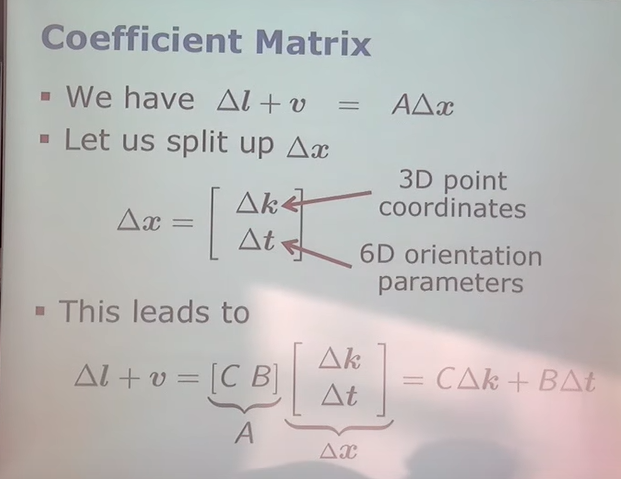 Coefficient Matrix
▪ We have Δl + v = AΔx
▪ Let us split up Δx
Δx = [ Δk
Δt ]
3D point
coordinates
6D orientation
parameters
▪ This leads to
Δl + v = [C B] [ Δk
Δt ] = CΔk + BΔt
A
Δx